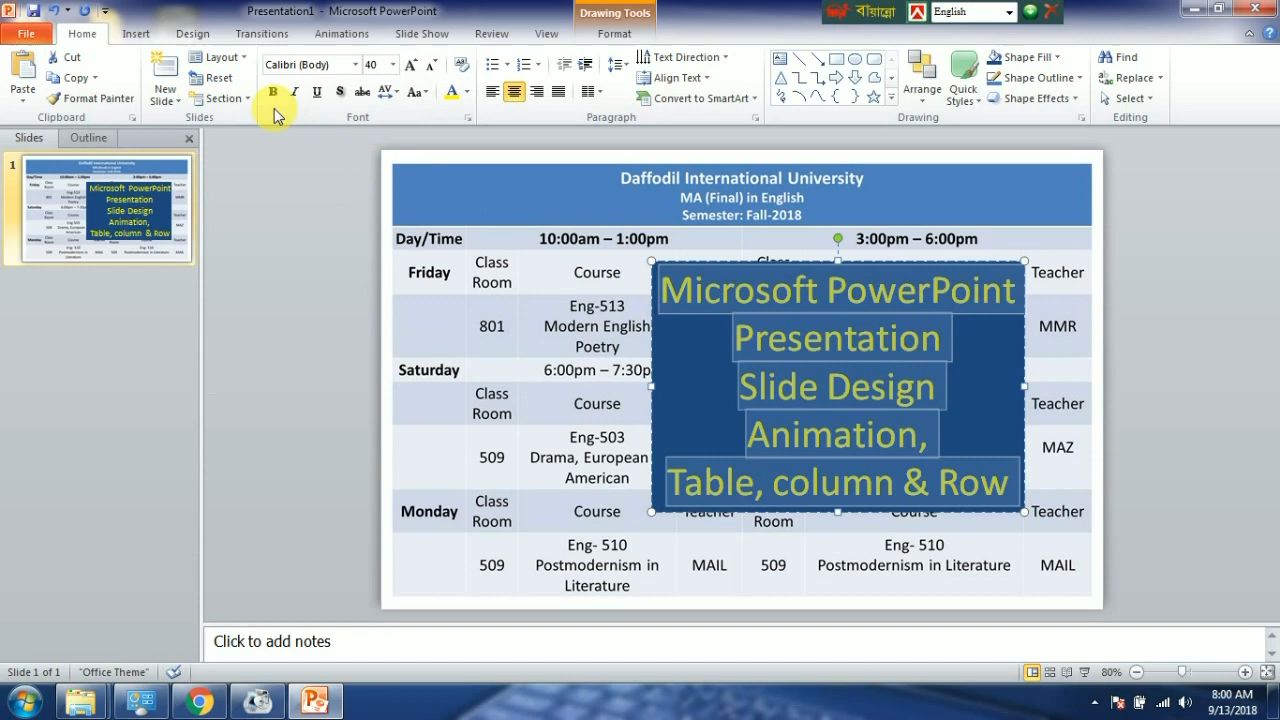 Presentation1 - Microsoft PowerPoint
Drawing Tools
বায়ান্নো
English
File Home Insert Design Transitions Animations Slide Show Review View Format
Paste
Cut
Copy
Format Painter
Clipboard
New Slide
Layout
Reset
Section
Slides
Calibri (Body) 40
B I U S abc AV Aa A
Font
Text Direction
Align Text
Convert to SmartArt
Paragraph
Arrange
Quick Styles
Shape Fill
Shape Outline
Shape Effects
Drawing
Find
Replace
Select
Editing
Slides Outline
1
Daffodil International University
MA (Final) in English
Semester: Fall-2018
Day/Time 10:00am – 1:00pm 3:00pm – 6:00pm
Friday Class Room Course Teacher
801 Eng-513 Modern English Poetry MMR
Saturday 6:00pm – 7:30p
Class Room Course Teacher
509 Eng-503 Drama, European American MAZ
Monday Class Room Course Teacher Room Course Teacher
509 Eng- 510 Postmodernism in Literature MAIL 509 Eng- 510 Postmodernism in Literature MAIL
Microsoft PowerPoint
Presentation
Slide Design
Animation,
Table, column & Row
Click to add notes
Slide 1 of 1 "Office Theme" 80%
8:00 AM
9/13/2018